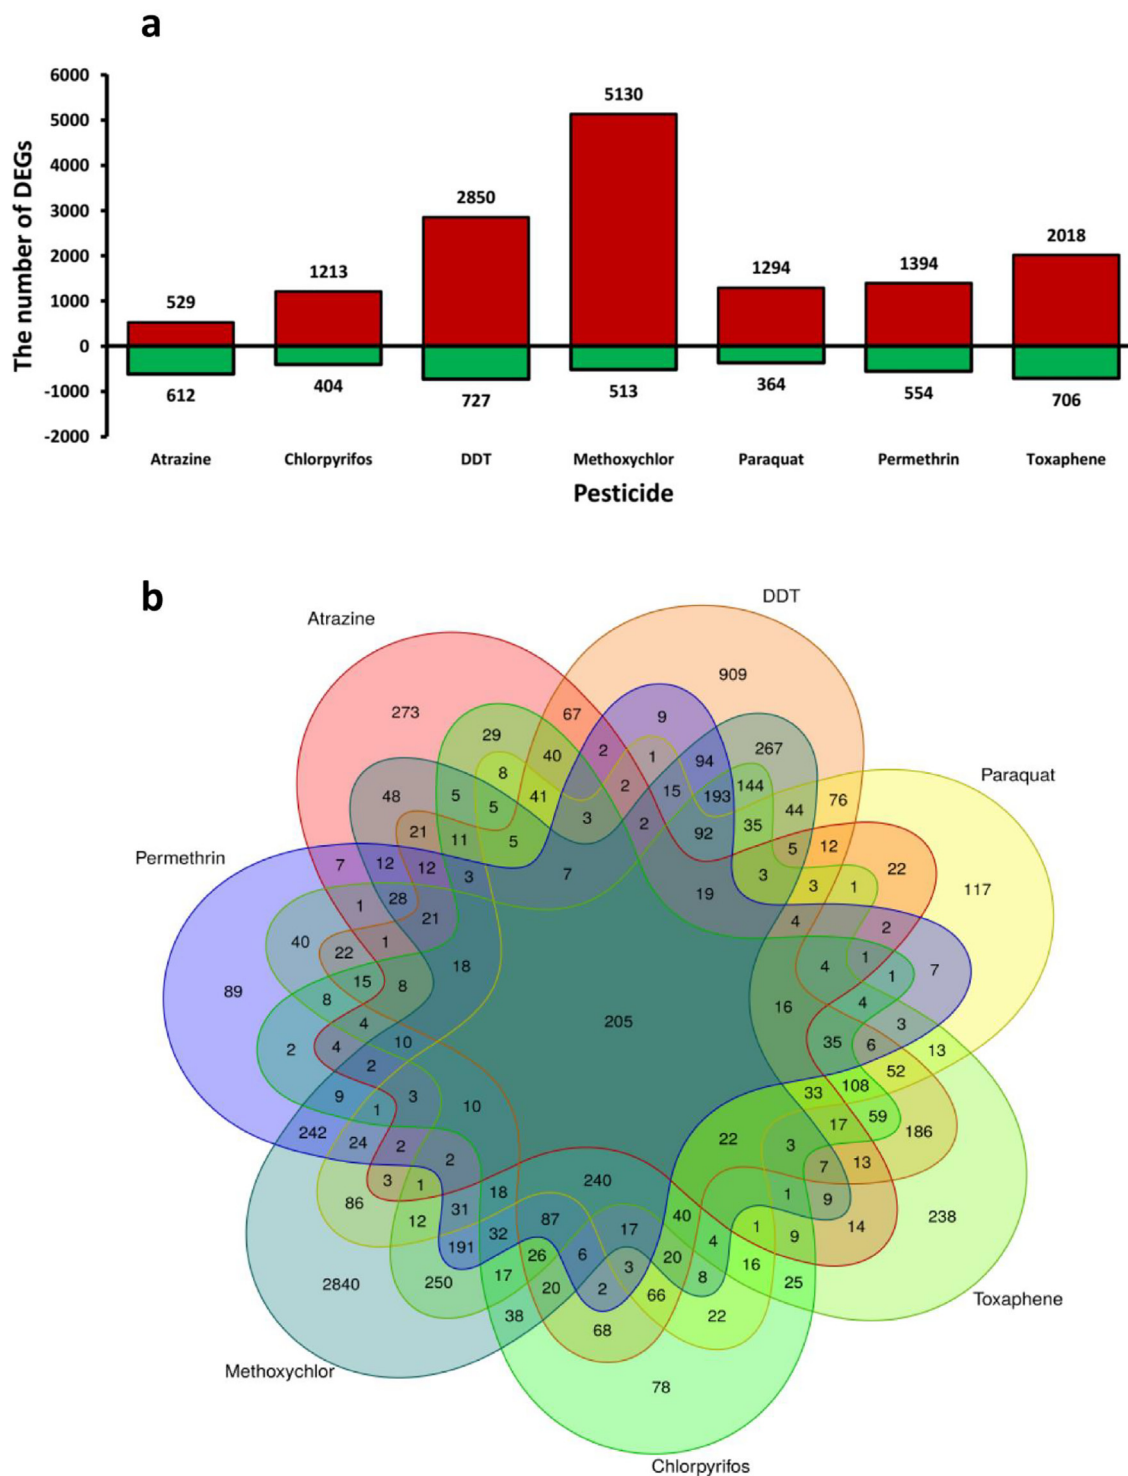 a
6000
5000
4000
3000
2000
1000
0
-1000
-2000
The number of DEGs
529 1213 2850 5130 1294 1394 2018
612 404 727 513 364 554 706
Atrazine Chlorpyrifos DDT Methoxychlor Paraquat Permethrin Toxaphene
Pesticide
b
DDT
Atrazine
909
273 67 9
29 2 267
40 1 94
8 2 144
Paraquat
48 5 5 41 15 193 44 76
3 2 92 35
21 11 5 5 12
Permethrin
7 12 12 3 7 19 3 3 1 22 117
1 28 21 4 2
40 22 1 18 4 1 1 7
89 8 15 8 205 16 4 3
4
2 4 10 35 6 13
2 52
9 1 3 10 33 108 59
242 24 2 22 17 186
2 3 7 13
86 3 1 18 240 1 9
12 31 87 40 1 14 238
191 32 26 6 17 20 4 9
2840 250 17 20 2 3 66 8 16 25
38 68 22
Toxaphene
Methoxychlor
78
Chlorpyrifos